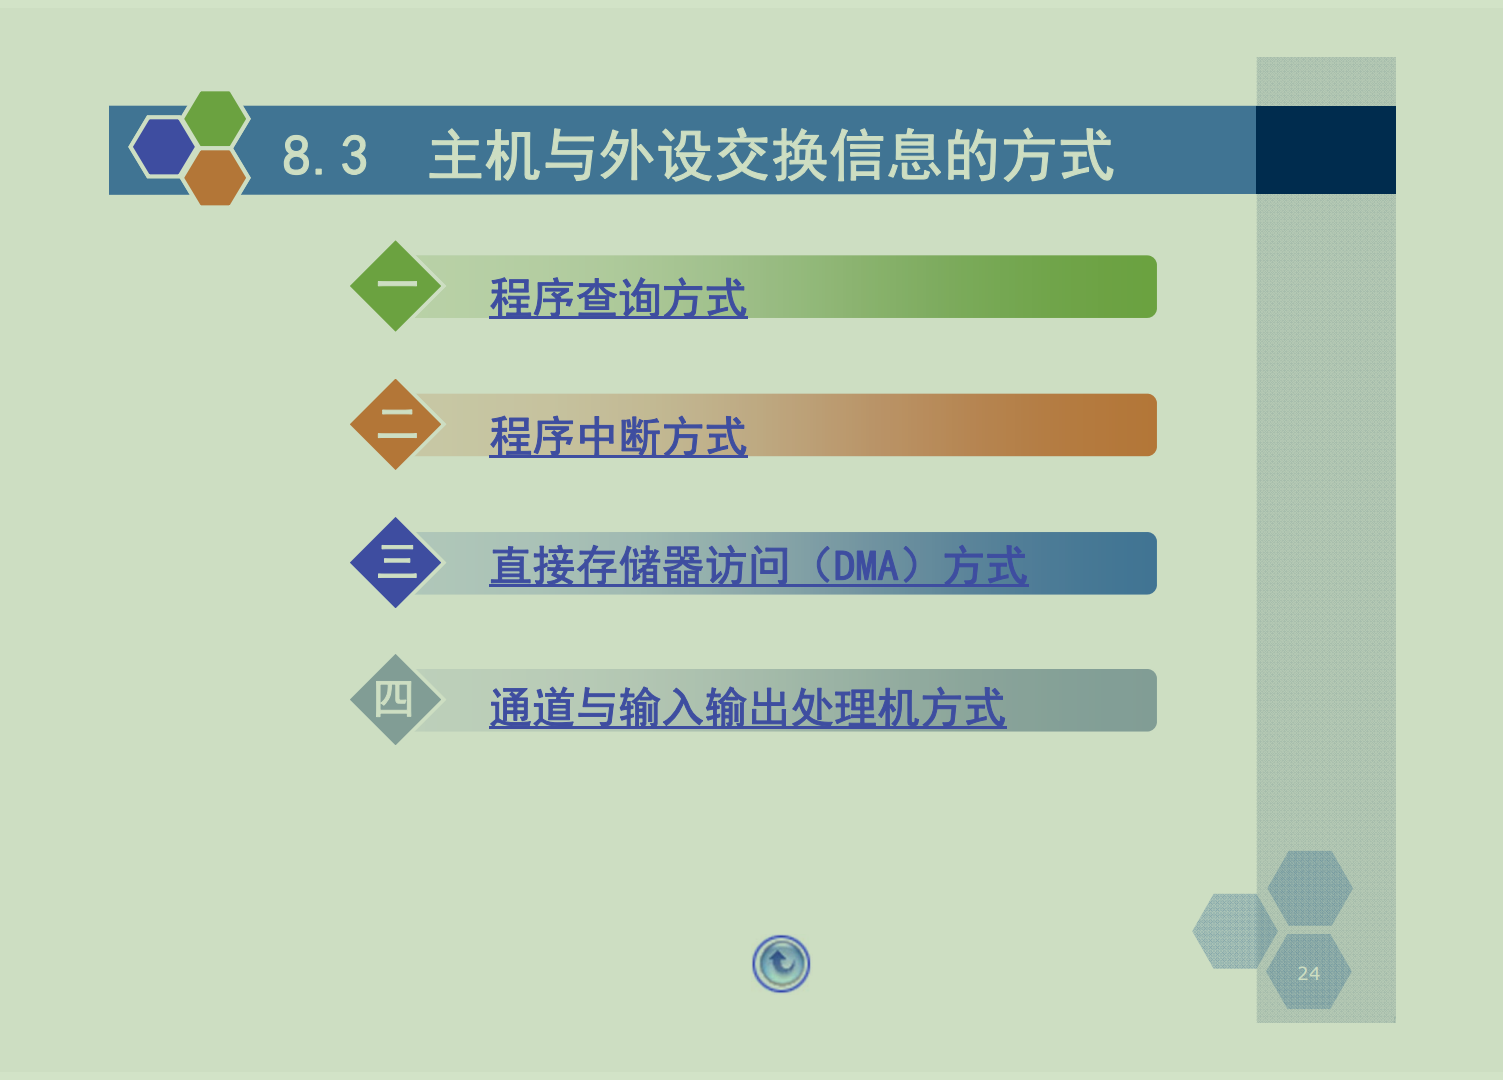 8.3 主机与外设交换信息的方式
一 程序查询方式
二 程序中断方式
三 直接存储器访问（DMA）方式
四 通道与输入输出处理机方式
24